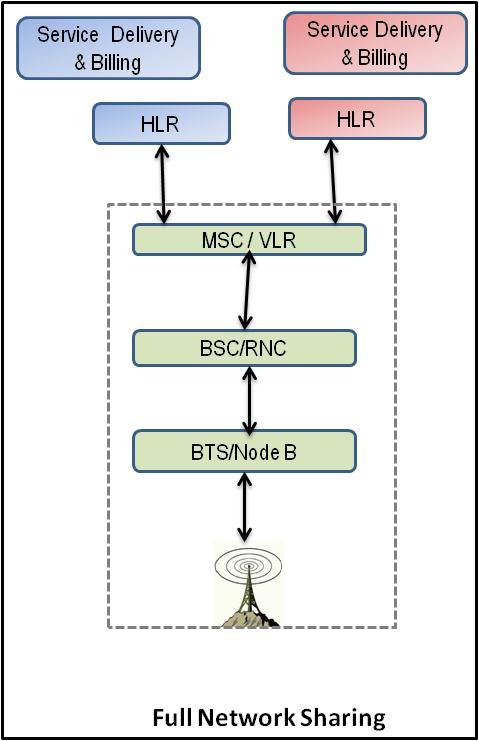 Service Delivery
& Billing
Service Delivery
& Billing
HLR
HLR
MSC / VLR
BSC/RNC
BTS/Node B
Full Network Sharing